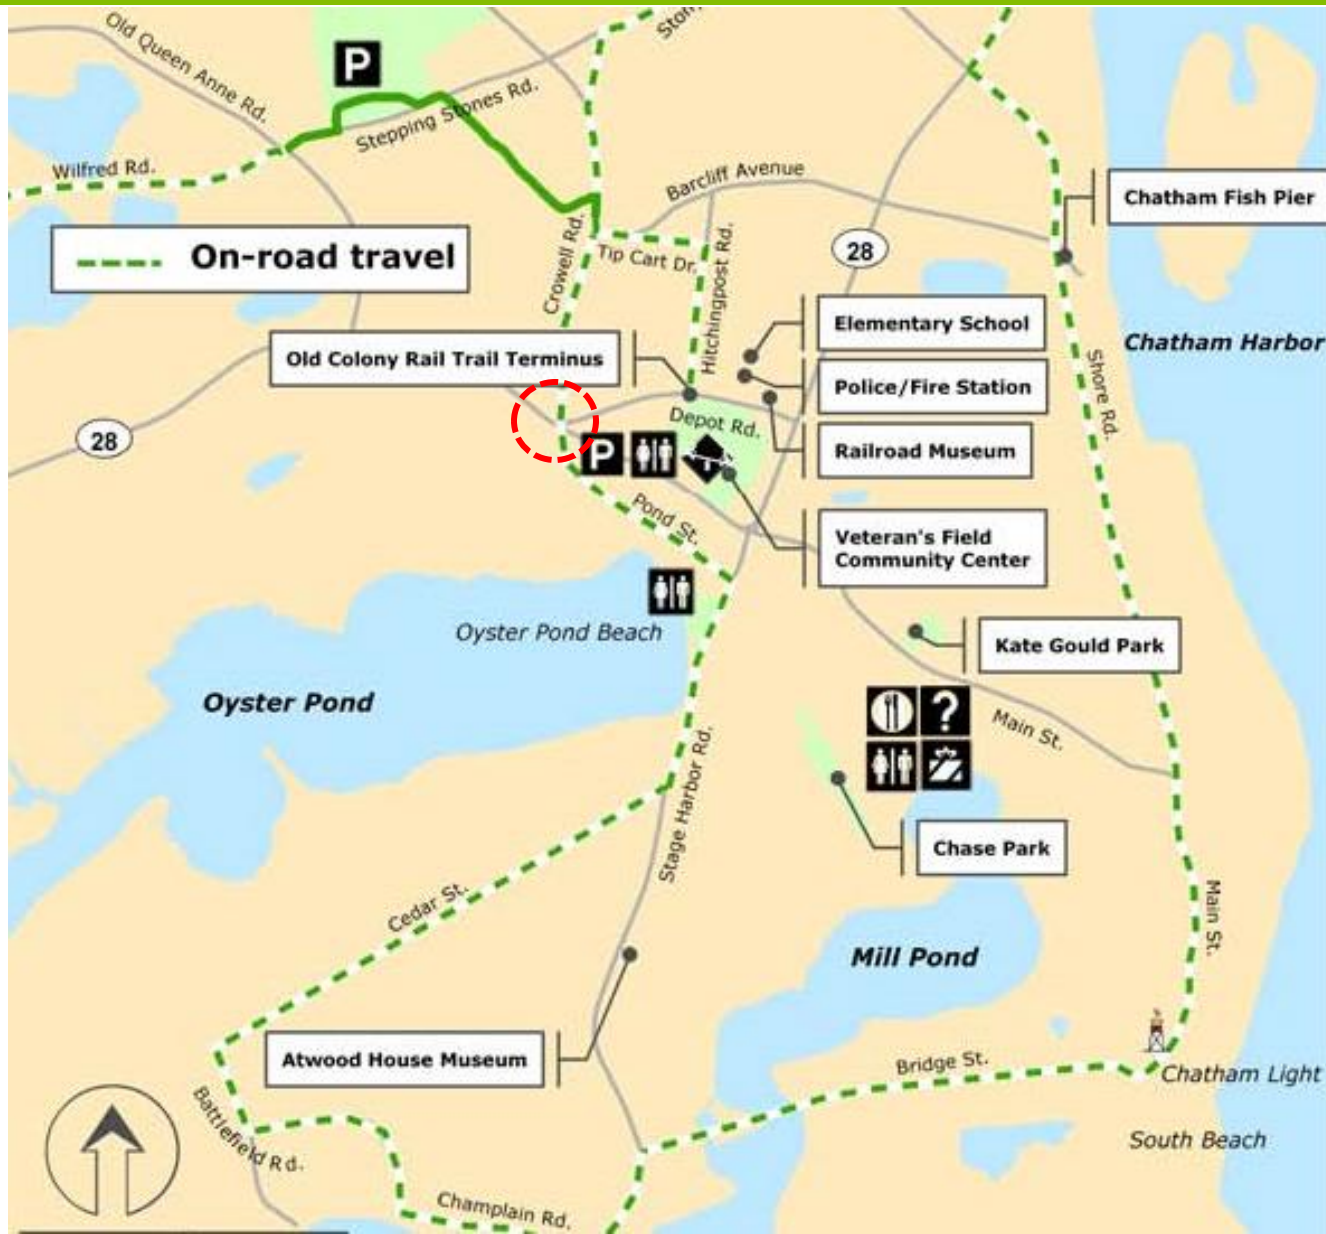 Old Queen Anne Rd.
P
Stepping Stones Rd.
Wilfred Rd.
Barcliff Avenue
Chatham Fish Pier
On-road travel
Crowell Rd.
Tip Cart Dr.
Hitchingpost Rd.
28
Elementary School
Chatham Harbor
Old Colony Rail Trail Terminus
Police/Fire Station
Shore Rd.
28
Depot Rd.
P
Railroad Museum
Pond St.
Veteran's Field
Community Center
Oyster Pond Beach
Kate Gould Park
Oyster Pond
?
Main St.
Stage Harbor Rd.
Chase Park
Cedar St.
Main St.
Mill Pond
Atwood House Museum
Bridge St.
Chatham Light
Battlefield Rd.
South Beach
Champlain Rd.